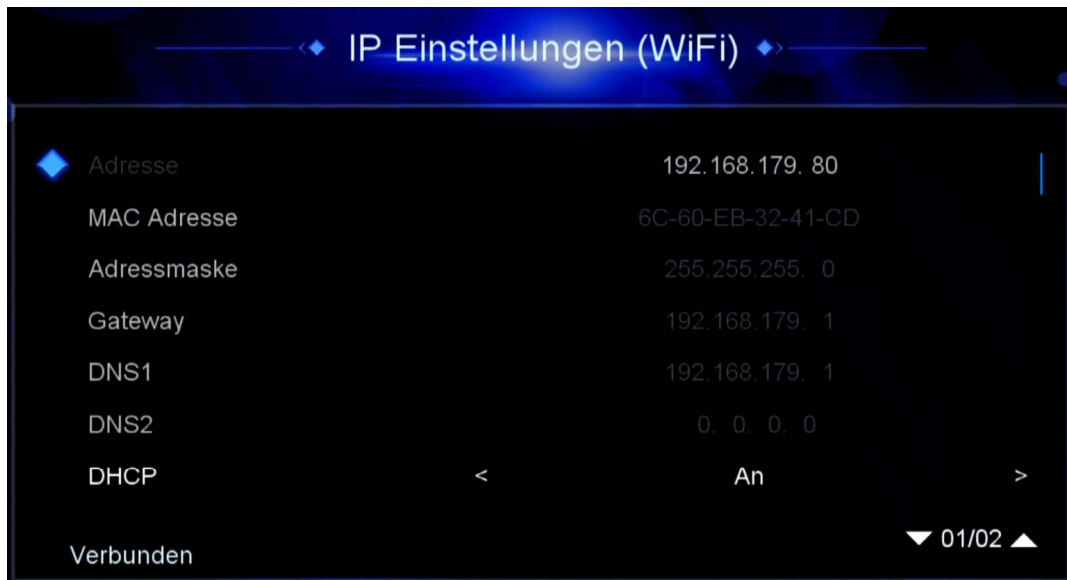 IP Einstellungen (WiFi)
Adresse 192.168.179. 80
MAC Adresse 6C-60-EB-32-41-CD
Adressmaske 255.255.255. 0
Gateway 192.168.179. 1
DNS1 192.168.179. 1
DNS2 0. 0. 0. 0
DHCP < An >
Verbunden 01/02